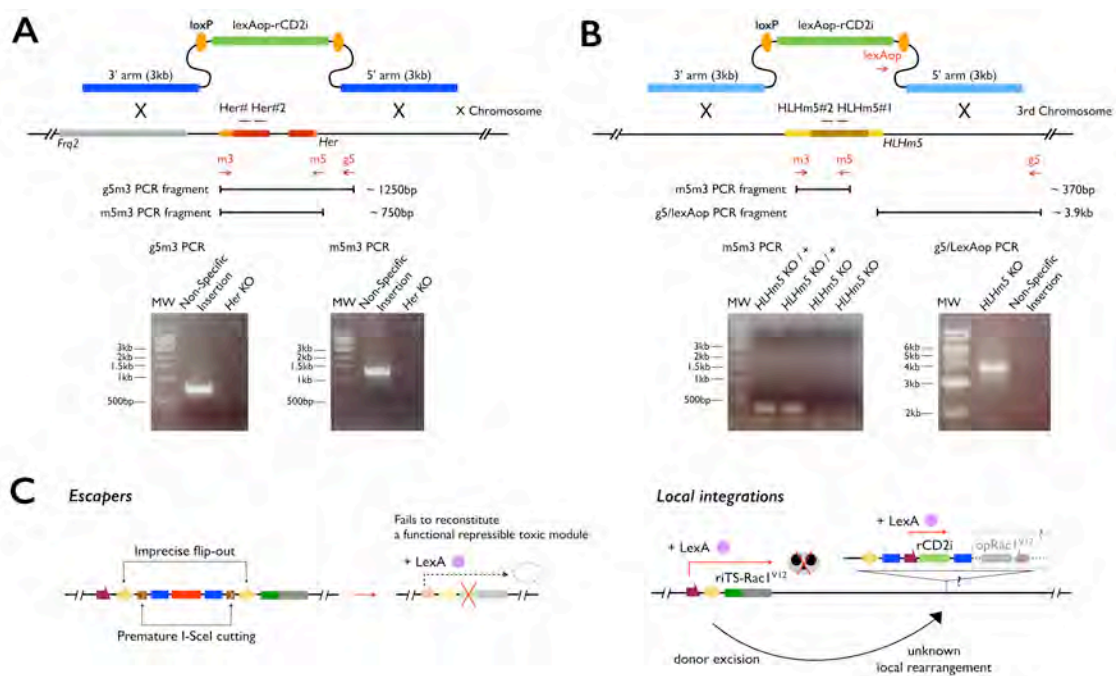 A
loxP
lexAop-rCD2i
3' arm (3kb)
5' arm (3kb)
X
X
X Chromosome
Her# Her#2
Frq2
Her
m3
m5
g5
g5m3 PCR fragment
~ 1250bp
m5m3 PCR fragment
~ 750bp
g5m3 PCR
m5m3 PCR
MW
Non-Specific
Insertion
Her KO
MW
Non-Specific
Insertion
Her KO
3kb
2kb
1.5kb
1kb
500bp
3kb
2kb
1.5kb
1kb
500bp
B
loxP
lexAop-rCD2i
lexAop
3' arm (3kb)
5' arm (3kb)
X
X
3rd Chromosome
HLHm5#2 HLHm5#1
HLHm5
m3
m5
g5
m5m3 PCR fragment
~ 370bp
g5/lexAop PCR fragment
~ 3.9kb
m5m3 PCR
g5/LexAop PCR
MW
HLHm5 KO / +
HLHm5 KO / +
HLHm5 KO
HLHm5 KO
MW
HLHm5 KO
Non-Specific
Insertion
3kb
2kb
1.5kb
1kb
500bp
6kb
5kb
4kb
3kb
2kb
C
Escapers
Imprecise flip-out
Premature I-SceI cutting
Fails to reconstitute
a functional repressible toxic module
+ LexA
Local integrations
+ LexA
riTS-Rac1V12
+ LexA
rCD2i
opRac1V12
?
donor excision
unknown
local rearrangement